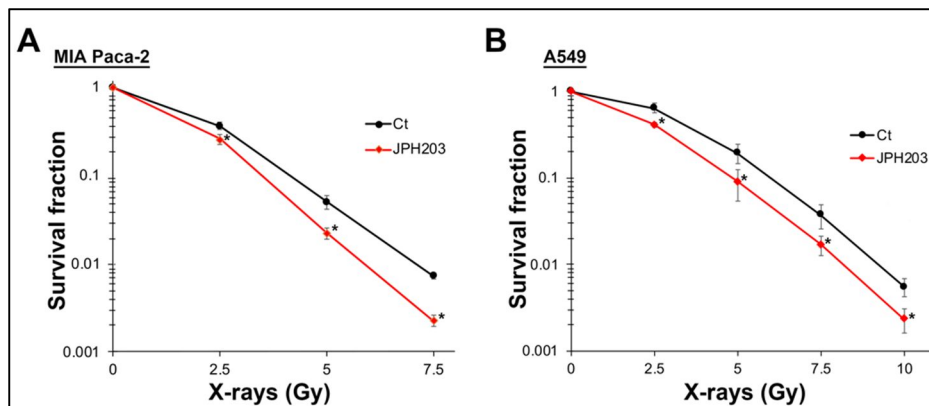 A
MIA Paca-2
1
0.1
0.01
0.001
Survival fraction
Ct
JPH203
*
*
*
0
2.5
5
7.5
X-rays (Gy)
B
A549
1
0.1
0.01
0.001
Survival fraction
Ct
JPH203
*
*
*
*
0
2.5
5
7.5
10
X-rays (Gy)